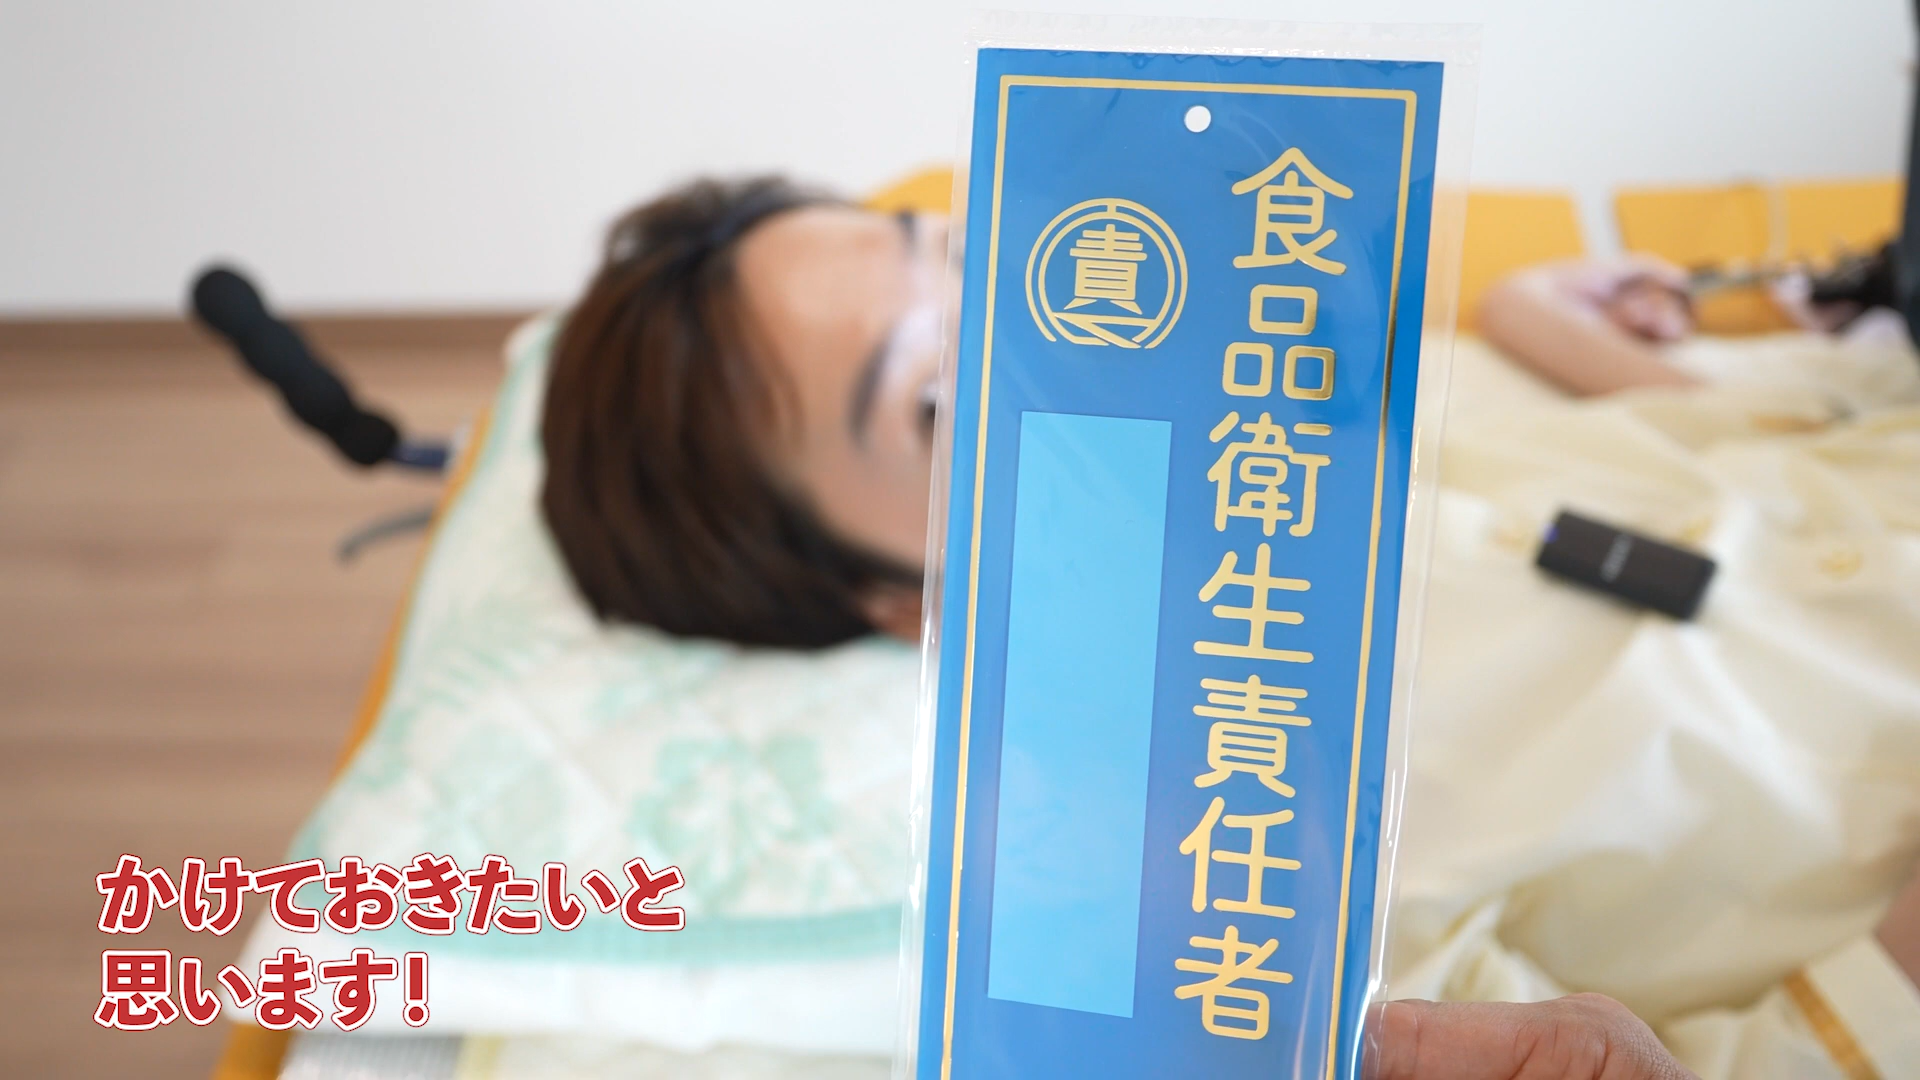 食品衛生責任者
責
かけておきたいと
思います!